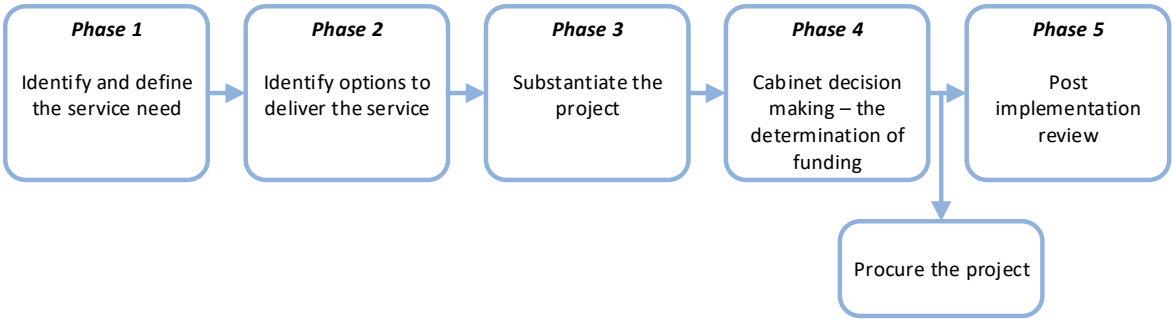 Phase 1
Identify and define
the service need
Phase 2
Identify options to
deliver the service
Phase 3
Substantiate the
project
Phase 4
Cabinet decision
making – the
determination of
funding
Phase 5
Post
implementation
review
Procure the project